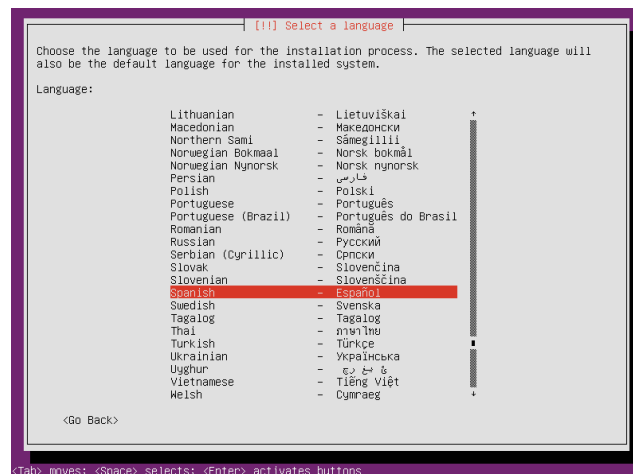 [!!] Select a language
Choose the language to be used for the installation process. The selected language will
also be the default language for the installed system.
Language:
Lithuanian - Lietuviškai
Macedonian - Македонски
Northern Sami - Sámegillii
Norwegian Bokmaal - Norsk bokmål
Norwegian Nynorsk - Norsk nynorsk
Persian - فارسی
Polish - Polski
Portuguese - Português
Portuguese (Brazil) - Português do Brasil
Romanian - Română
Russian - Русский
Serbian (Cyrillic) - Српски
Slovak - Slovenčina
Slovenian - Slovenščina
Spanish - Español
Swedish - Svenska
Tagalog - Tagalog
Thai - ภาษาไทย
Turkish - Türkçe
Ukrainian - Українська
Uyghur -
Vietnamese - Tiếng Việt
Welsh - Cymraeg
<Go Back>
<Tab> moves; <Space> selects; <Enter> activates buttons